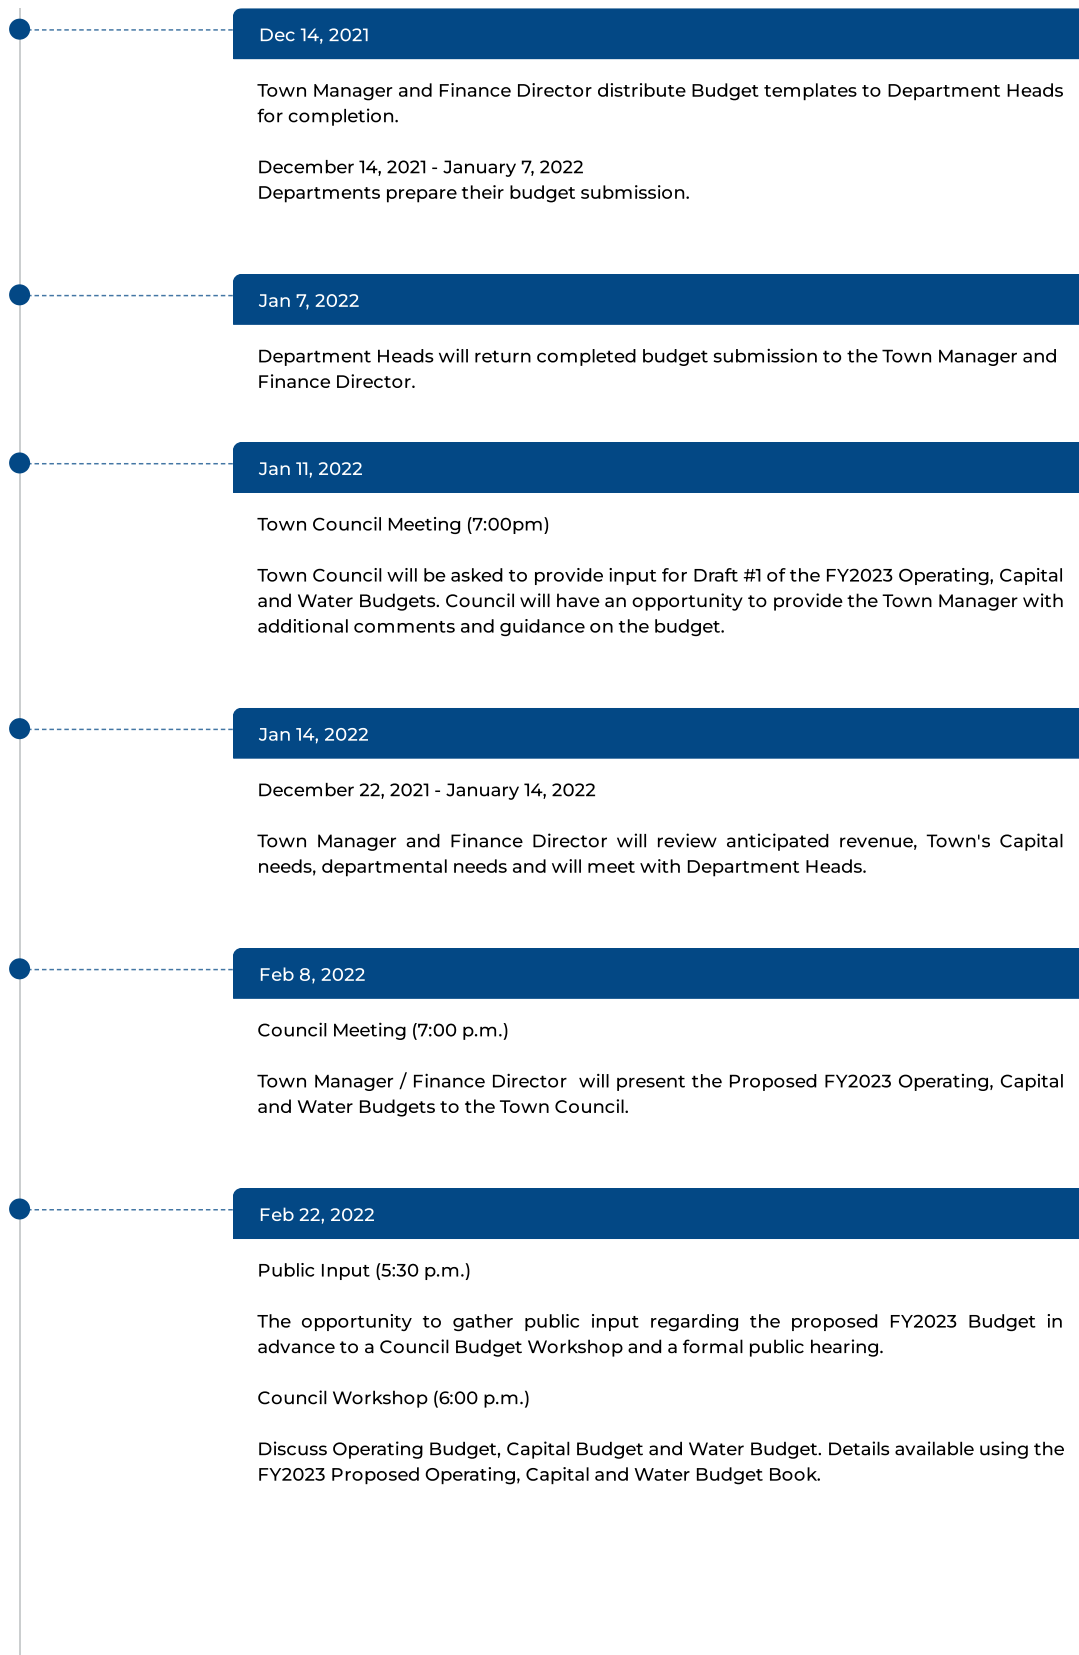 Dec 14, 2021
Town Manager and Finance Director distribute Budget templates to Department Heads
for completion.
December 14, 2021 - January 7, 2022
Departments prepare their budget submission.
Jan 7, 2022
Department Heads will return completed budget submission to the Town Manager and
Finance Director.
Jan 11, 2022
Town Council Meeting (7:00pm)
Town Council will be asked to provide input for Draft #1 of the FY2023 Operating, Capital
and Water Budgets. Council will have an opportunity to provide the Town Manager with
additional comments and guidance on the budget.
Jan 14, 2022
December 22, 2021 - January 14, 2022
Town Manager and Finance Director will review anticipated revenue, Town's Capital
needs, departmental needs and will meet with Department Heads.
Feb 8, 2022
Council Meeting (7:00 p.m.)
Town Manager / Finance Director  will present the Proposed FY2023 Operating, Capital
and Water Budgets to the Town Council.
Feb 22, 2022
Public Input (5:30 p.m.)
The opportunity to gather public input regarding the proposed FY2023 Budget in
advance to a Council Budget Workshop and a formal public hearing.
Council Workshop (6:00 p.m.)
Discuss Operating Budget, Capital Budget and Water Budget. Details available using the
FY2023 Proposed Operating, Capital and Water Budget Book.